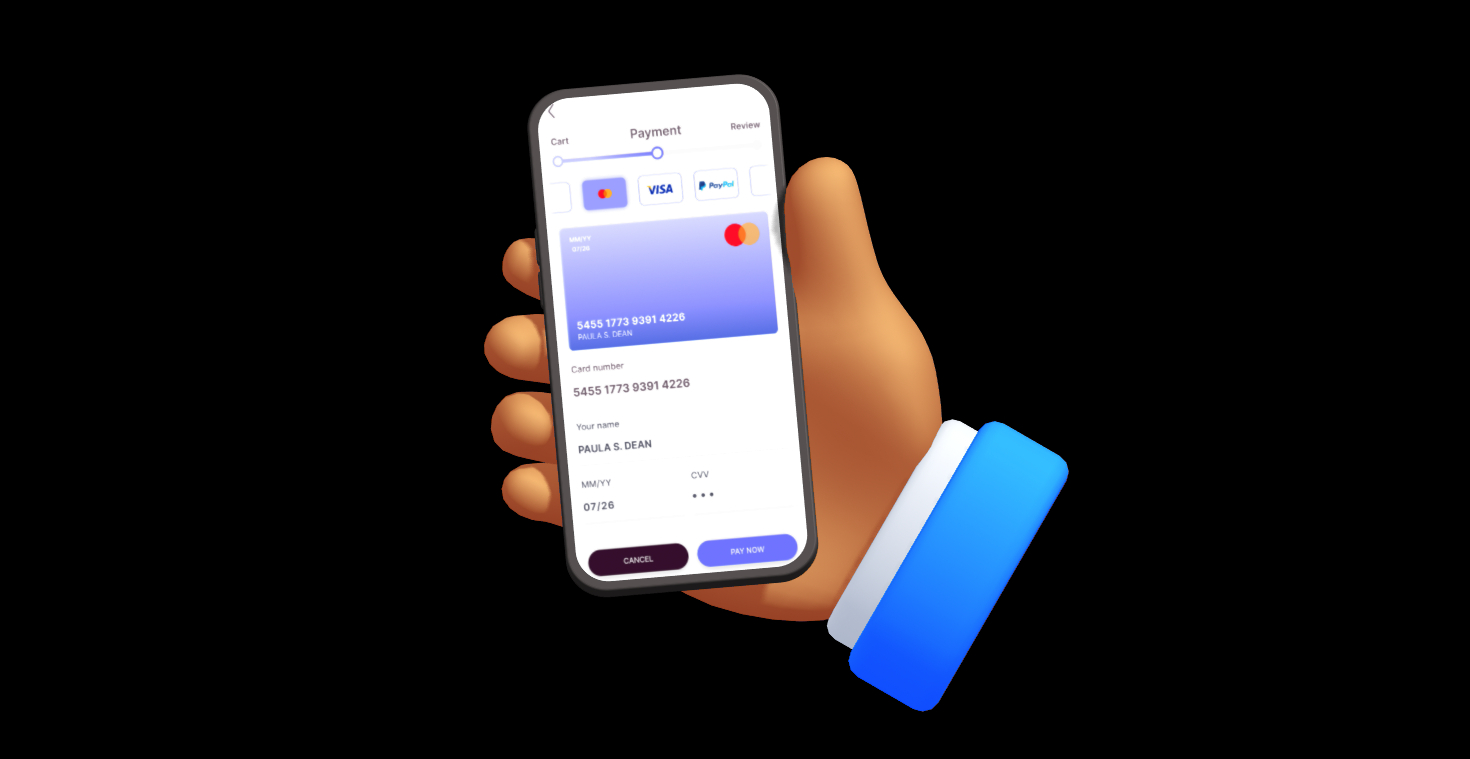 Cart Payment Review
VISA PayPal
MM/YY
07/26
5455 1773 9391 4226
PAULA S. DEAN
Card number
5455 1773 9391 4226
Your name
PAULA S. DEAN
MM/YY CVV
07/26 •••
CANCEL PAY NOW